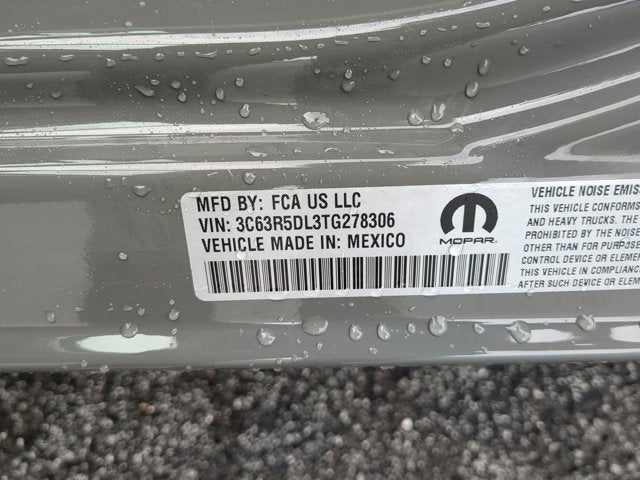 MFD BY: FCA US LLC
VIN: 3C63R5DL3TG278306
VEHICLE MADE IN: MEXICO
MOPAR
VEHICLE NOISE EMIS
THIS VEHICLE CONFORMS
AND HEAVY TRUCKS. THE
PROHIBITED BY THE NOISE
OTHER THAN FOR PURPOSE
CONTROL DEVICE OR ELEME
THIS VEHICLE IN COMPLIANC
AFTER SUCH DEVICE OR ELEM